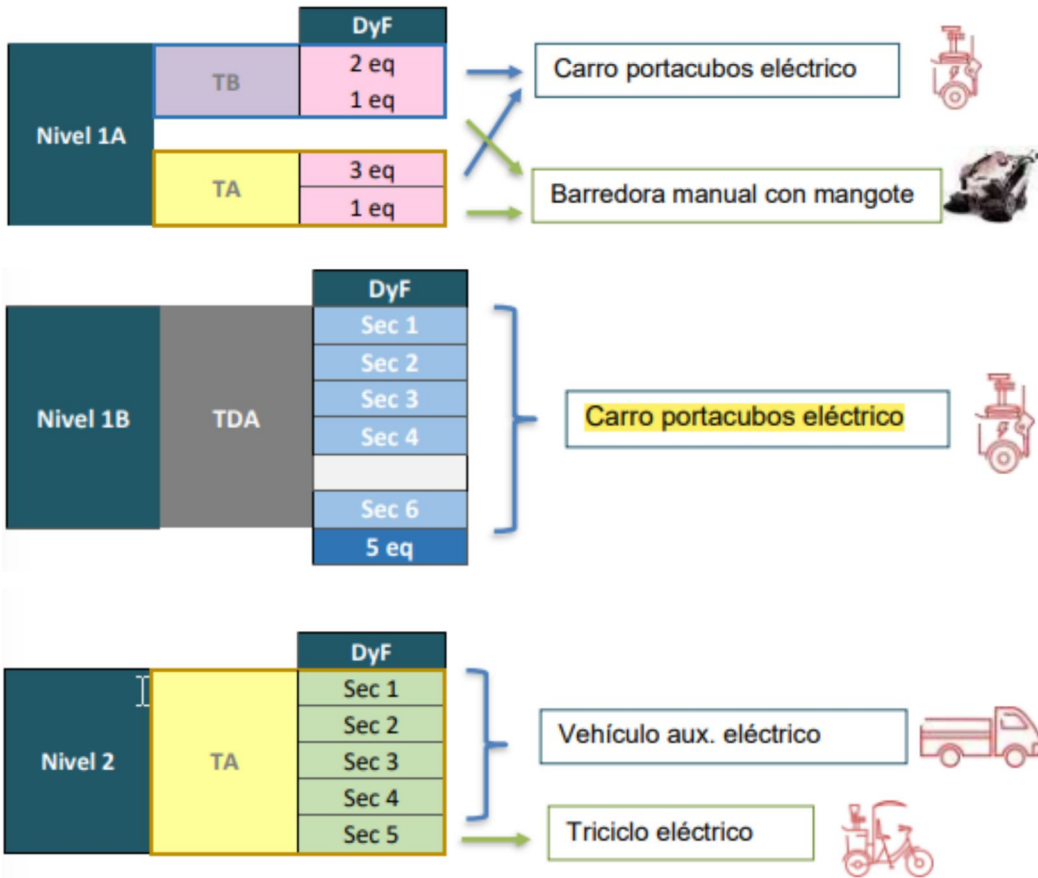 DyF
Nivel 1A
TB
2 eq
1 eq
Carro portacubos eléctrico
TA
3 eq
1 eq
Barredora manual con mangote
DyF
Nivel 1B
TDA
Sec 1
Sec 2
Sec 3
Sec 4
Sec 6
5 eq
Carro portacubos eléctrico
DyF
Nivel 2
TA
Sec 1
Sec 2
Sec 3
Sec 4
Sec 5
Vehículo aux. eléctrico
Triciclo eléctrico